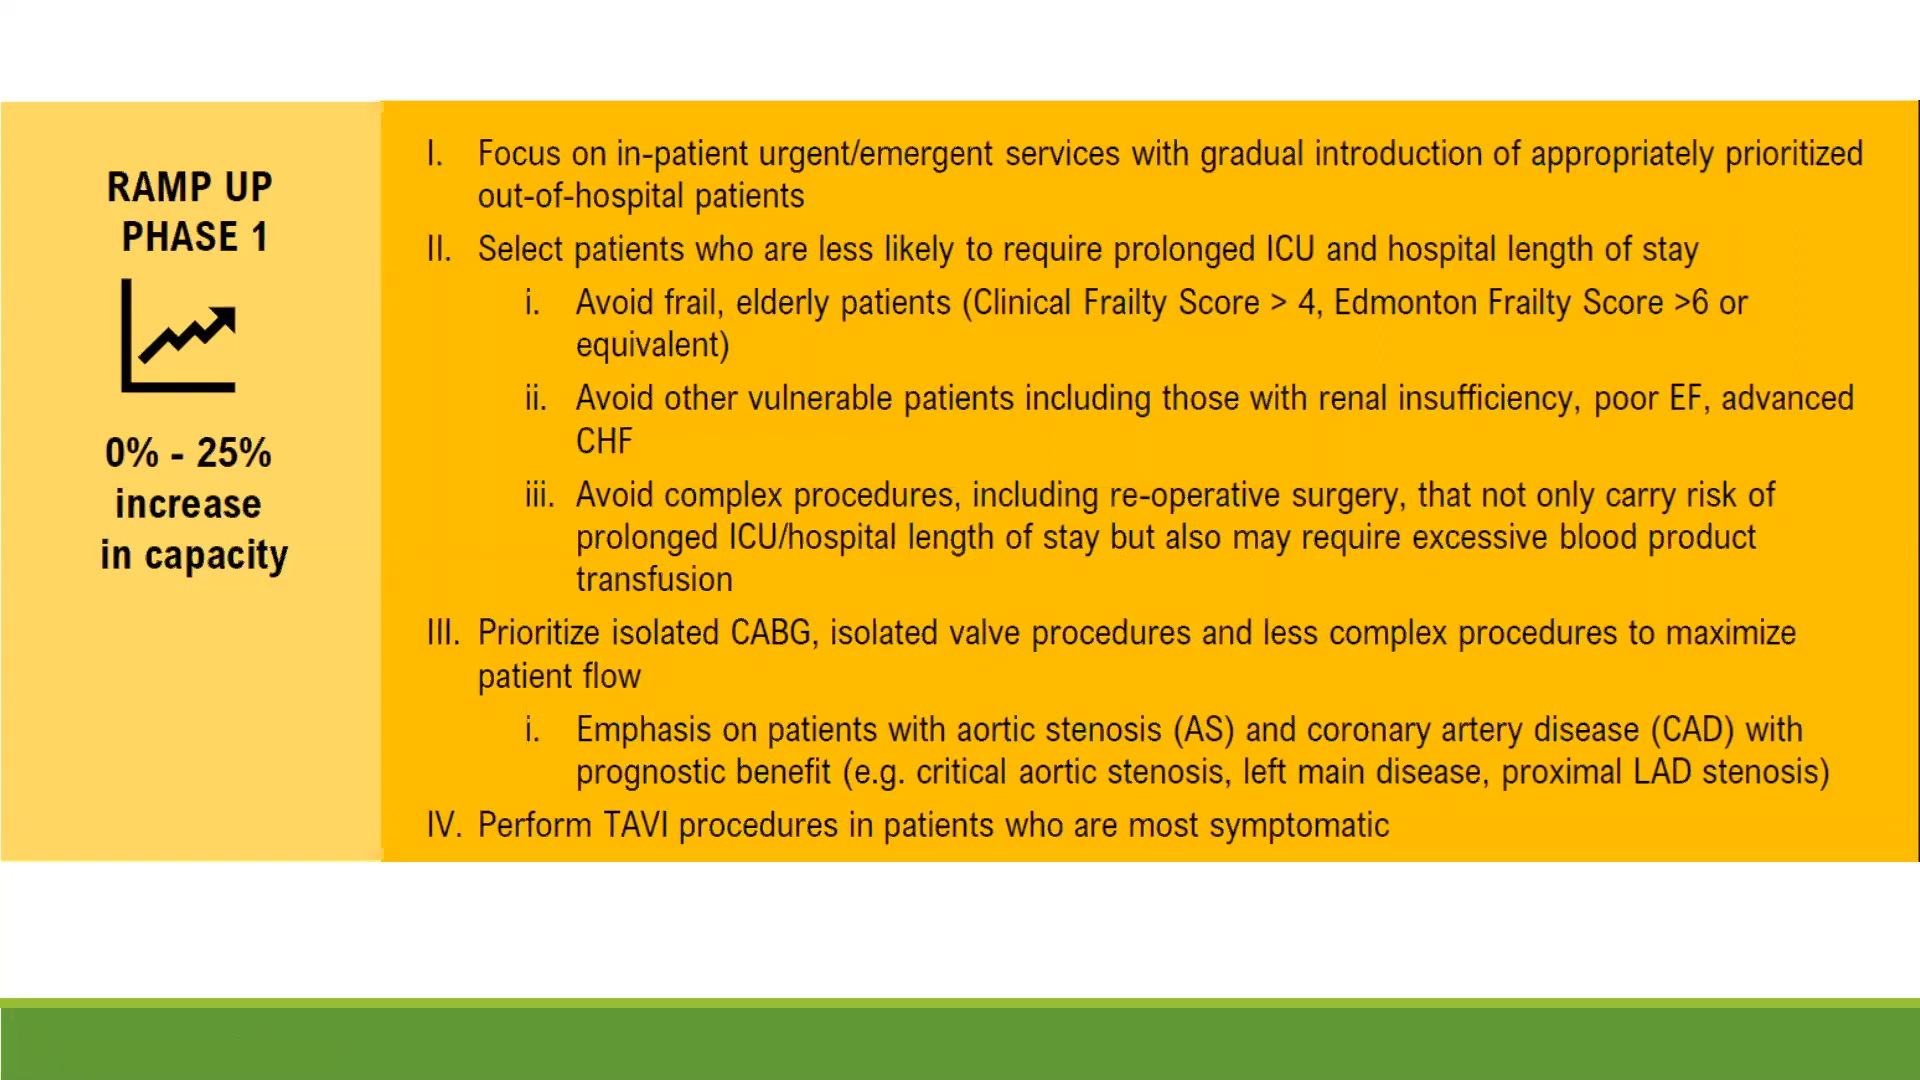 RAMP UP
PHASE 1
0% - 25%
increase
in capacity
I. Focus on in-patient urgent/emergent services with gradual introduction of appropriately prioritized
out-of-hospital patients
II. Select patients who are less likely to require prolonged ICU and hospital length of stay
i. Avoid frail, elderly patients (Clinical Frailty Score > 4, Edmonton Frailty Score >6 or
equivalent)
ii. Avoid other vulnerable patients including those with renal insufficiency, poor EF, advanced
CHF
iii. Avoid complex procedures, including re-operative surgery, that not only carry risk of
prolonged ICU/hospital length of stay but also may require excessive blood product
transfusion
III. Prioritize isolated CABG, isolated valve procedures and less complex procedures to maximize
patient flow
i. Emphasis on patients with aortic stenosis (AS) and coronary artery disease (CAD) with
prognostic benefit (e.g. critical aortic stenosis, left main disease, proximal LAD stenosis)
IV. Perform TAVI procedures in patients who are most symptomatic